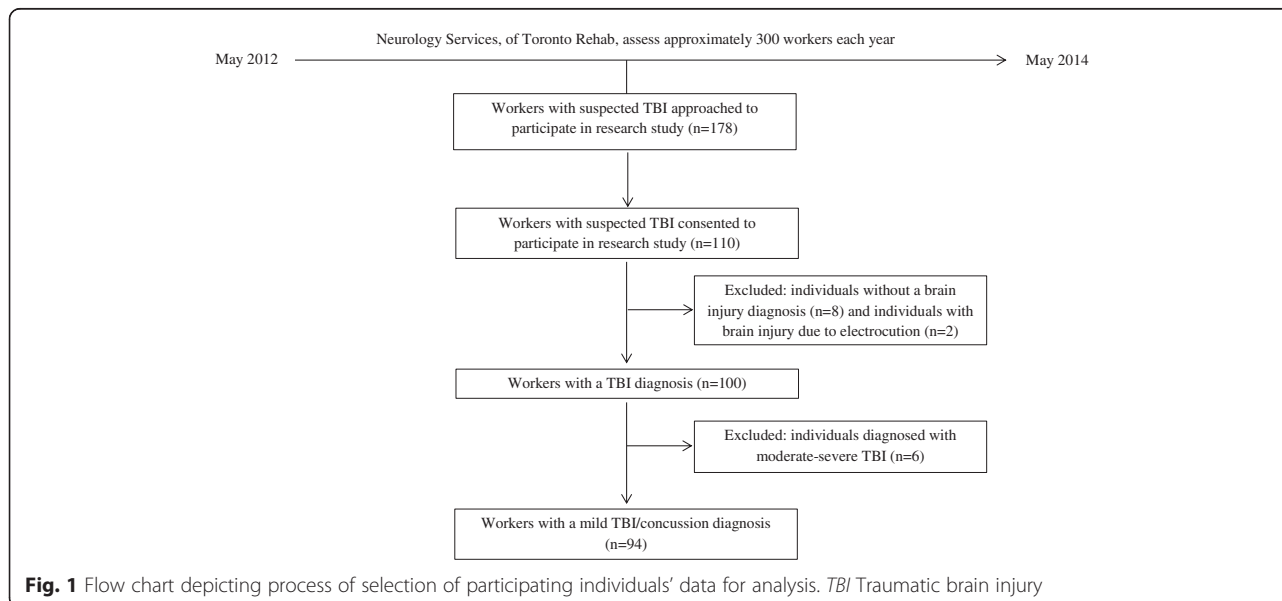 Neurology Services, of Toronto Rehab, assess approximately 300 workers each year
May 2012
May 2014
Workers with suspected TBI approached to
participate in research study (n=178)
Workers with suspected TBI consented to
participate in research study (n=110)
Excluded: individuals without a brain
injury diagnosis (n=8) and individuals with
brain injury due to electrocution (n=2)
Workers with a TBI diagnosis (n=100)
Excluded: individuals diagnosed with
moderate-severe TBI (n=6)
Workers with a mild TBI/concussion diagnosis
(n=94)
Fig. 1 Flow chart depicting process of selection of participating individuals’ data for analysis. TBI Traumatic brain injury